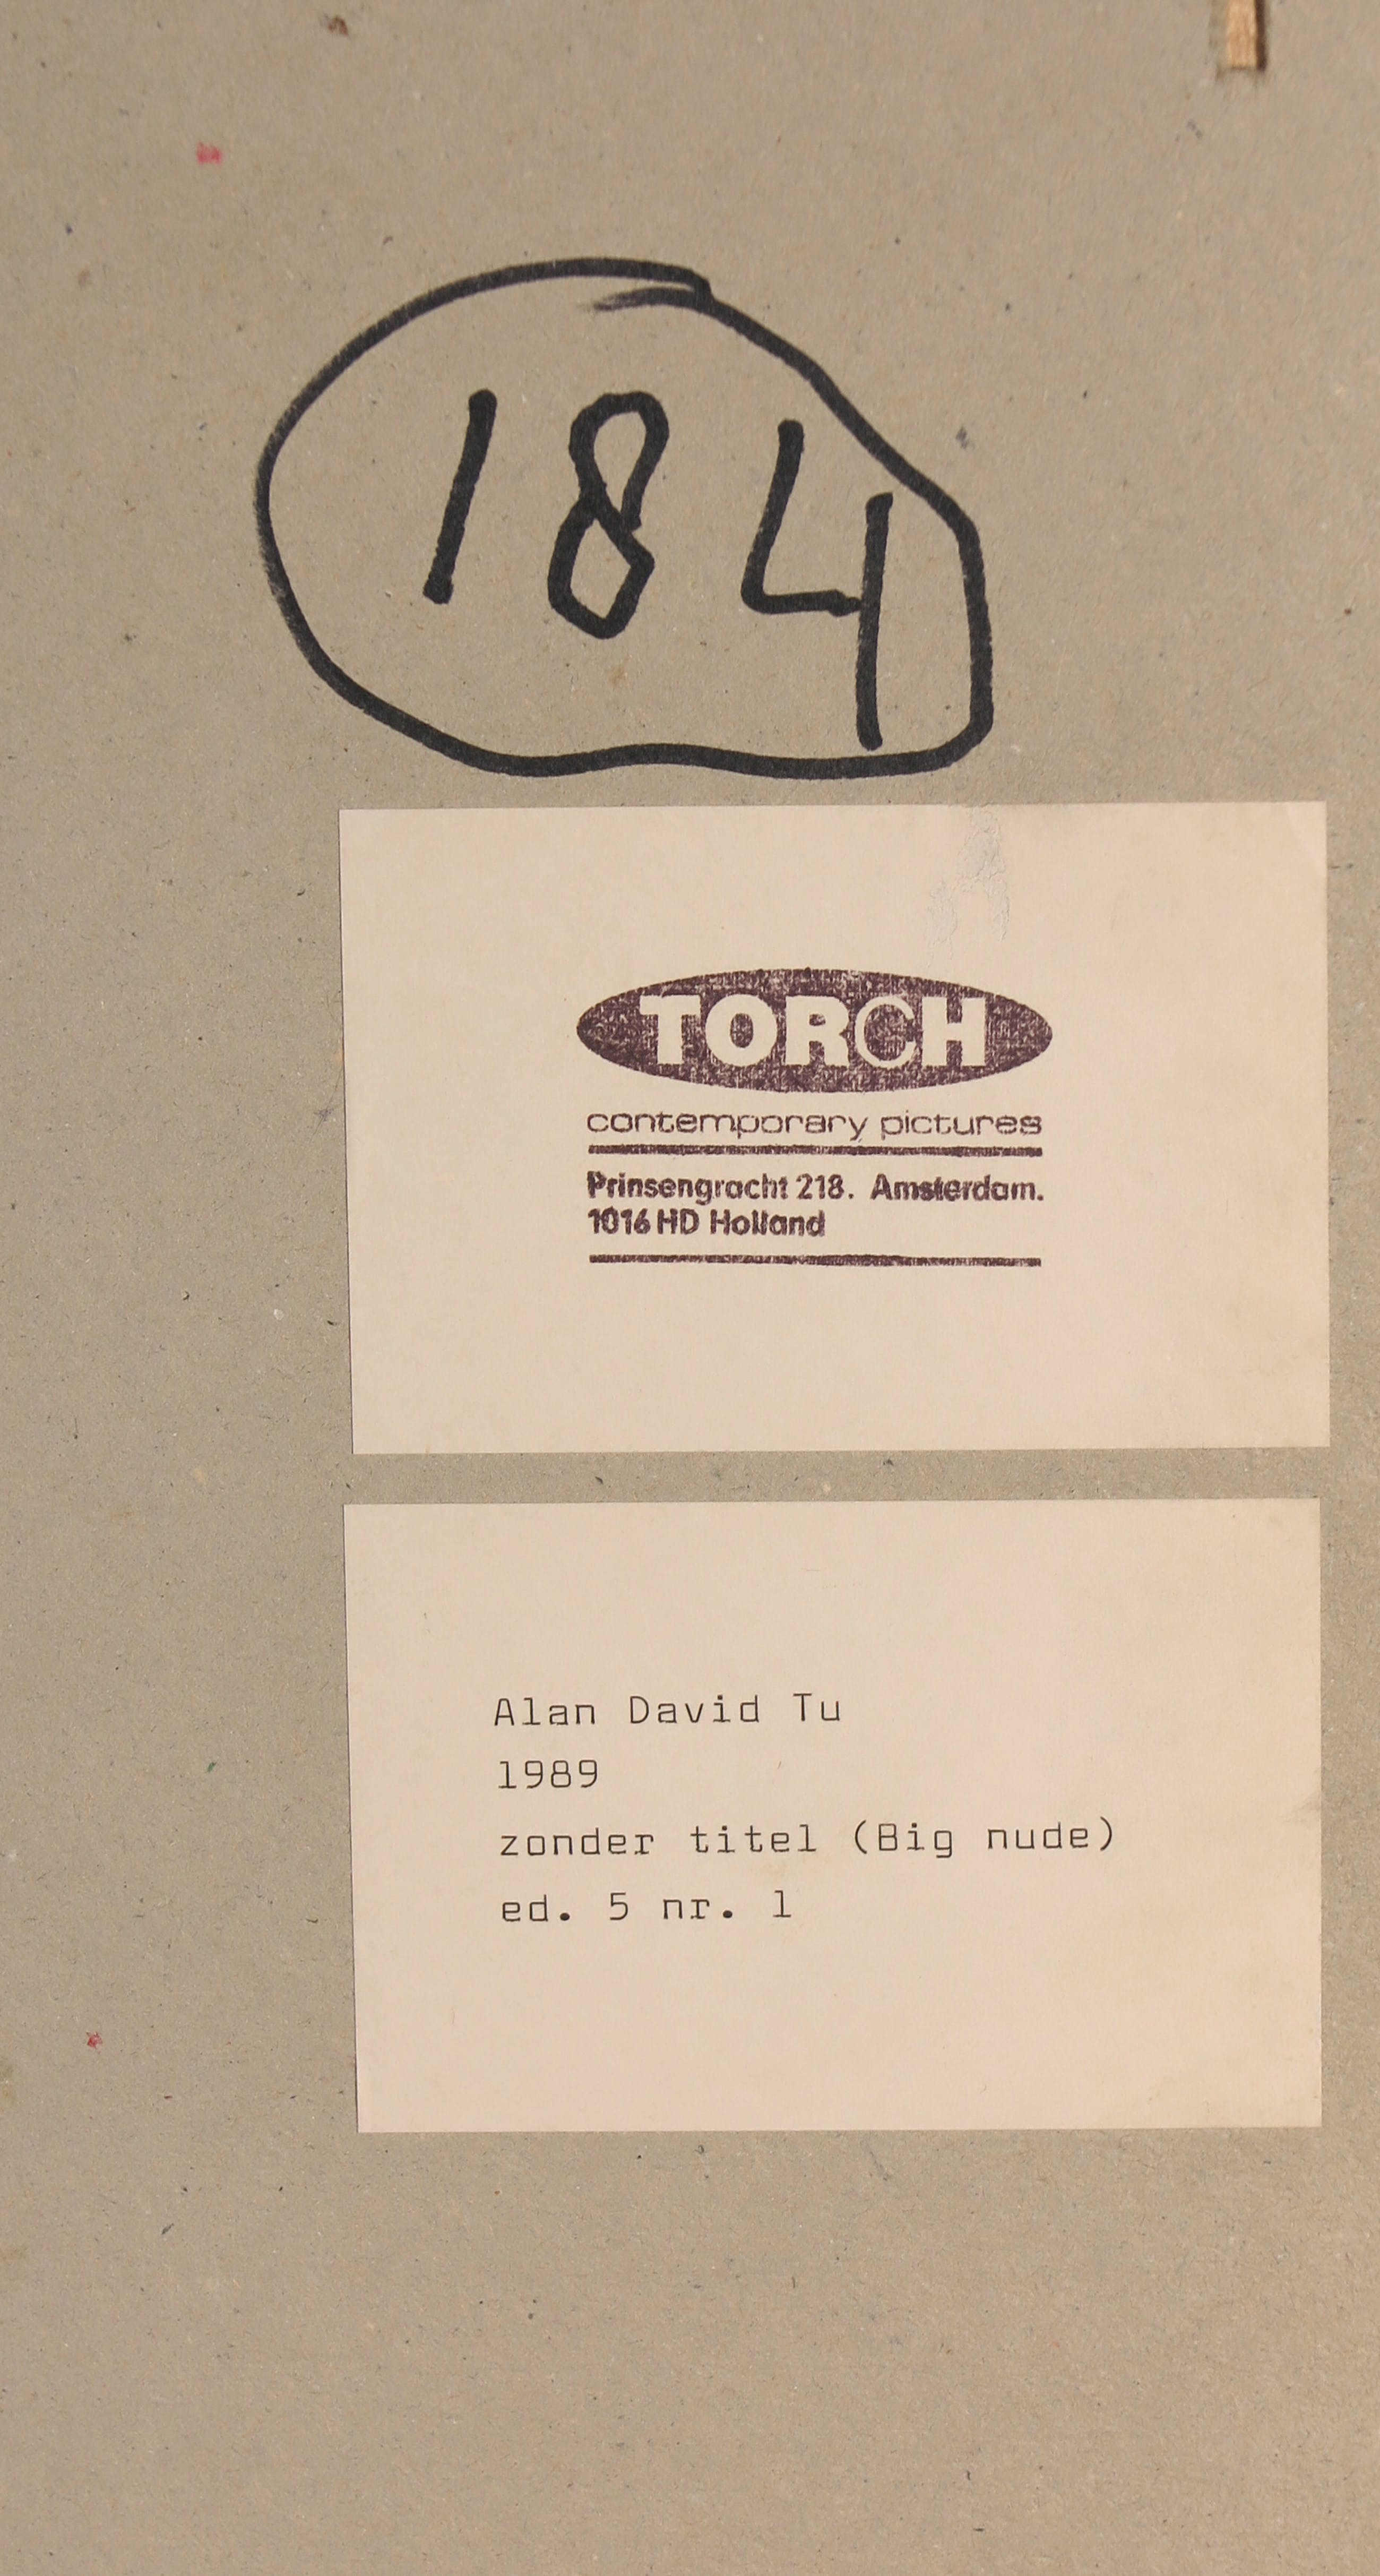 184
TORCH
contemporary pictures
Prinsengracht 218. Amsterdam.
1016 HD Holland
Alan David Tu
1989
zonder titel (Big nude)
ed. 5 nr. 1